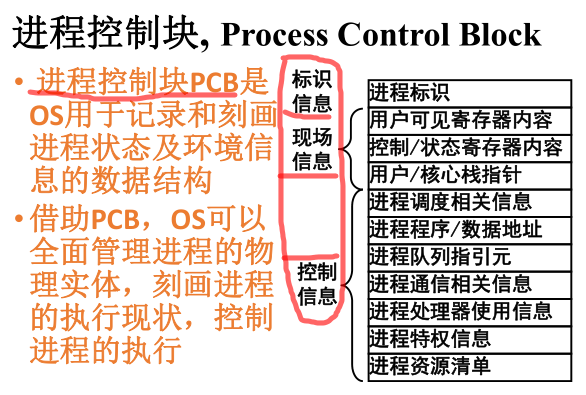 进程控制块, Process Control Block
• 进程控制块PCB是
OS用于记录和刻画
进程状态及环境信
息的数据结构
• 借助PCB，OS可以
全面管理进程的物
理实体，刻画进程
的执行现状，控制
进程的执行
标识
信息
现场
信息
控制
信息
进程标识
用户可见寄存器内容
控制/状态寄存器内容
用户/核心栈指针
进程调度相关信息
进程程序/数据地址
进程队列指引元
进程通信相关信息
进程处理器使用信息
进程特权信息
进程资源清单